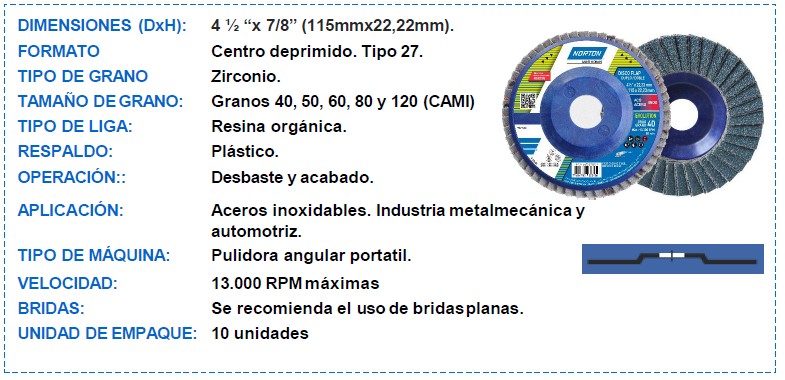 DIMENSIONES (DxH): 4 ½ “x 7/8” (115mmx22,22mm).
FORMATO Centro deprimido. Tipo 27.
TIPO DE GRANO Zirconio.
TAMAÑO DE GRANO: Granos 40, 50, 60, 80 y 120 (CAMI)
TIPO DE LIGA: Resina orgánica.
RESPALDO: Plástico.
OPERACIÓN:: Desbaste y acabado.
APLICACIÓN: Aceros inoxidables. Industria metalmecánica y
automotriz.
TIPO DE MÁQUINA: Pulidora angular portatil.
VELOCIDAD: 13.000 RPM máximas
BRIDAS: Se recomienda el uso de bridas planas.
UNIDAD DE EMPAQUE: 10 unidades
NORTON
DISCO FLAP
EVOLUTION
40